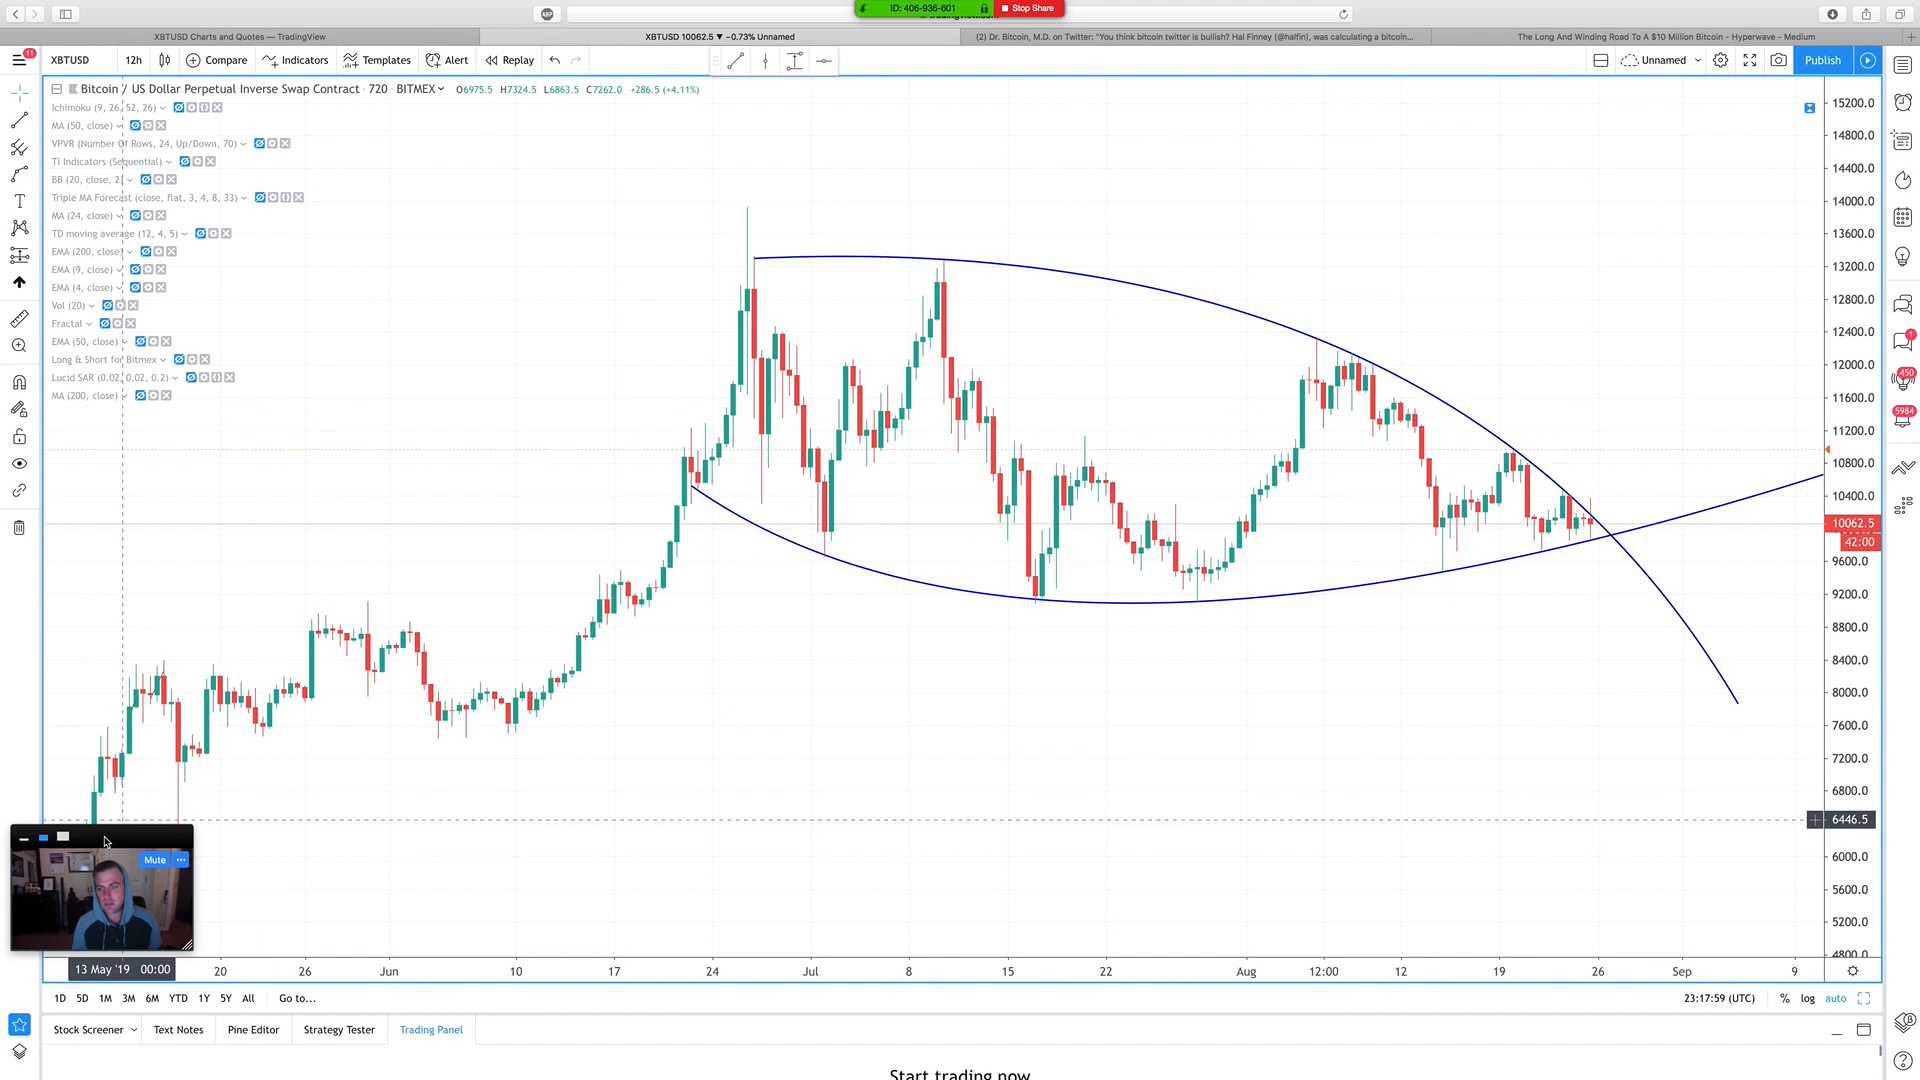 ID: 406-936-601 Stop Share
ABP
XBTUSD Charts and Quotes — TradingView
XBTUSD 10062.5 ▼ −0.73% Unnamed
(2) Dr. Bitcoin, M.D. on Twitter: "You think bitcoin twitter is bullish? Hal Finney (@halfin), was calculating a bitcoin...
The Long And Winding Road To A $10 Million Bitcoin - Hyperwave - Medium
11
XBTUSD 12h Compare Indicators Templates Alert Replay Unnamed Publish
Bitcoin / US Dollar Perpetual Inverse Swap Contract · 720 · BITMEX O6975.5 H7324.5 L6863.5 C7262.0 +286.5 (+4.11%)
Ichimoku (9, 26, 52, 26)
MA (50, close)
VPVR (Number Of Rows, 24, Up/Down, 70)
TI Indicators (Sequential)
BB (20, close, 2)
Triple MA Forecast (close, flat, 3, 4, 8, 33)
MA (24, close)
TD moving average (12, 4, 5)
EMA (200, close)
EMA (9, close)
EMA (4, close)
Vol (20)
Fractal
EMA (50, close)
Long & Short for Bitmex
Lucid SAR (0.02, 0.02, 0.2)
MA (200, close)
15200.0
14800.0
14400.0
14000.0
13600.0
13200.0
12800.0
12400.0
12000.0
11600.0
11200.0
10800.0
10400.0
10062.5
42:00
9600.0
9200.0
8800.0
8400.0
8000.0
7600.0
7200.0
6800.0
6446.5
6000.0
5600.0
5200.0
4800.0
1
450
5984
Mute
13 May '19 00:00 20 26 Jun 10 17 24 Jul 8 15 22 Aug 12:00 12 19 26 Sep 9
1D 5D 1M 3M 6M YTD 1Y 5Y All Go to... 23:17:59 (UTC) % log auto
Stock Screener Text Notes Pine Editor Strategy Tester Trading Panel
Start trading now